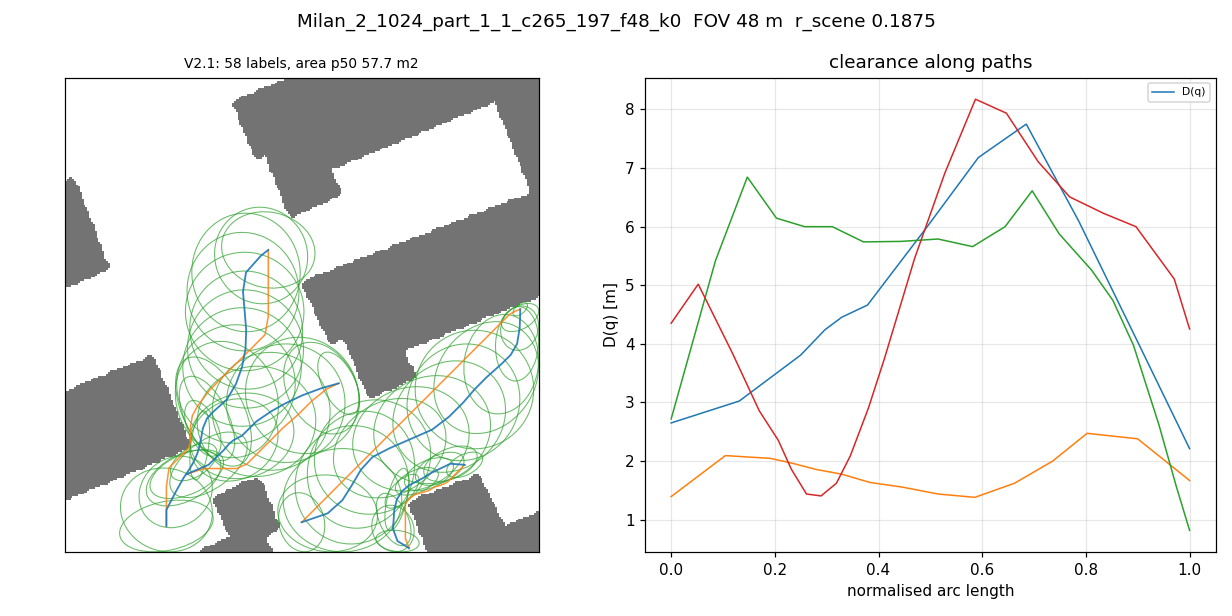 Milan_2_1024_part_1_1_c265_197_f48_k0  FOV 48 m  r_scene 0.1875
V2.1: 58 labels, area p50 57.7 m2
clearance along paths
D(q)
D(q) [m]
8
7
6
5
4
3
2
1
0.0 0.2 0.4 0.6 0.8 1.0
normalised arc length